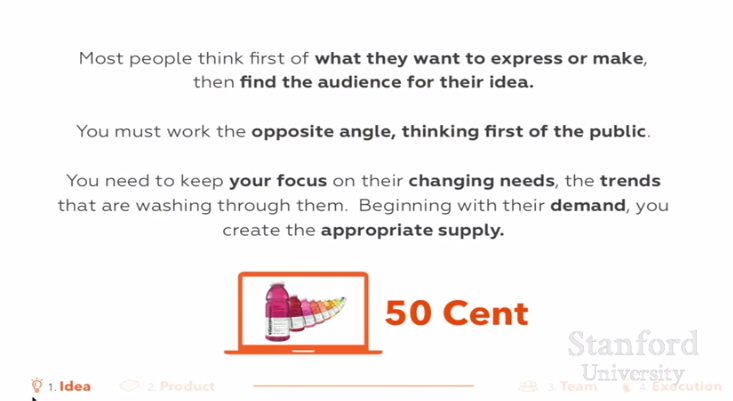 Most people think first of what they want to express or make,
then find the audience for their idea.
You must work the opposite angle, thinking first of the public.
You need to keep your focus on their changing needs, the trends
that are washing through them. Beginning with their demand, you
create the appropriate supply.
50 Cent
Stanford
University
1. Idea
2. Product
3. Team
4. Execution